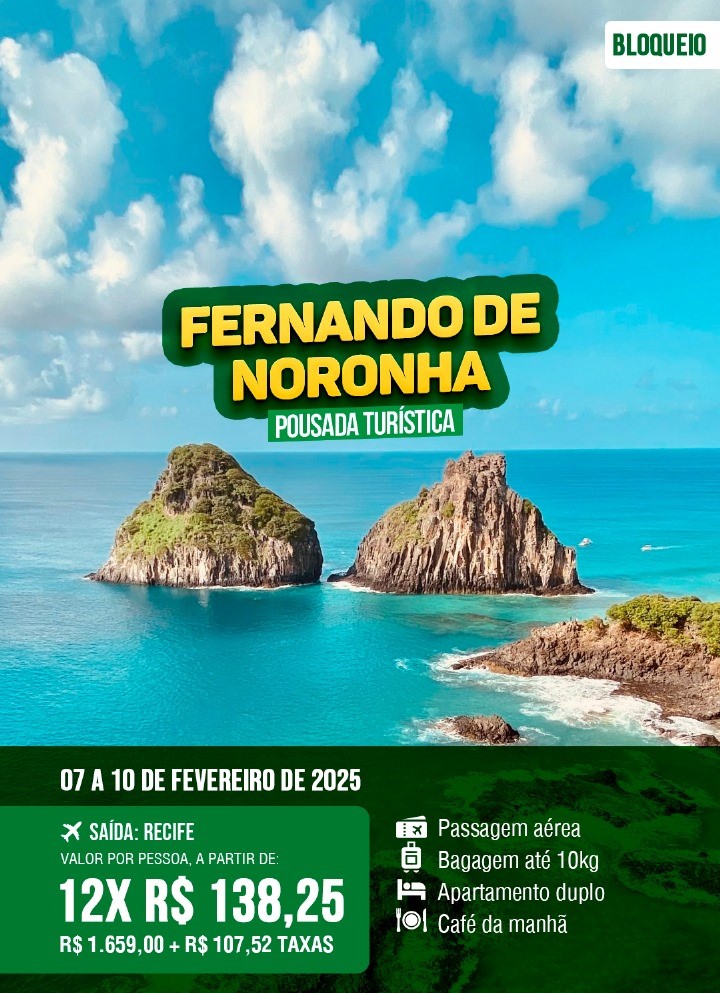 BLOQUEIO
FERNANDO DE
NORONHA
POUSADA TURÍSTICA
07 A 10 DE FEVEREIRO DE 2025
SAÍDA: RECIFE
VALOR POR PESSOA, A PARTIR DE:
12X R$ 138,25
R$ 1.659,00 + R$ 107,52 TAXAS
Passagem aérea
Bagagem até 10kg
Apartamento duplo
Café da manhã